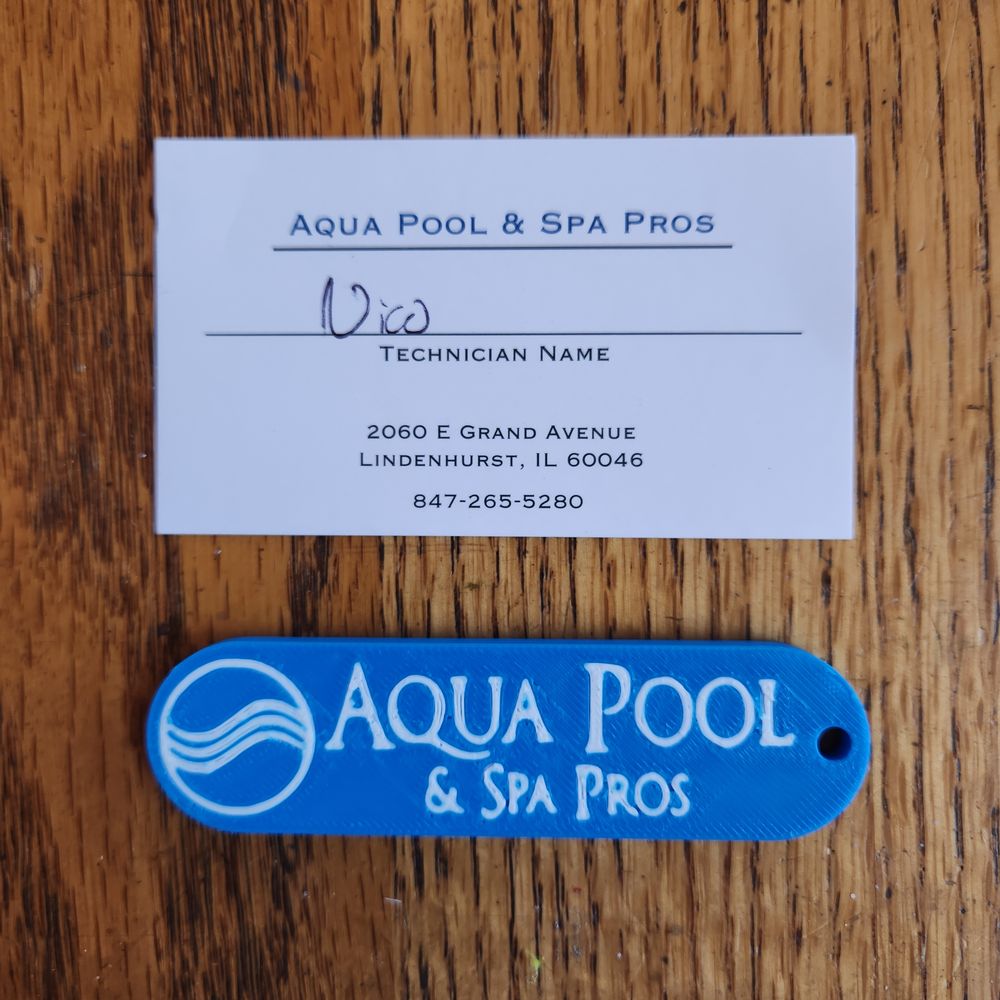 Aqua Pool & Spa Pros
Nico
Technician Name
2060 E Grand Avenue
Lindenhurst, IL 60046
847-265-5280
Aqua Pool
& Spa Pros